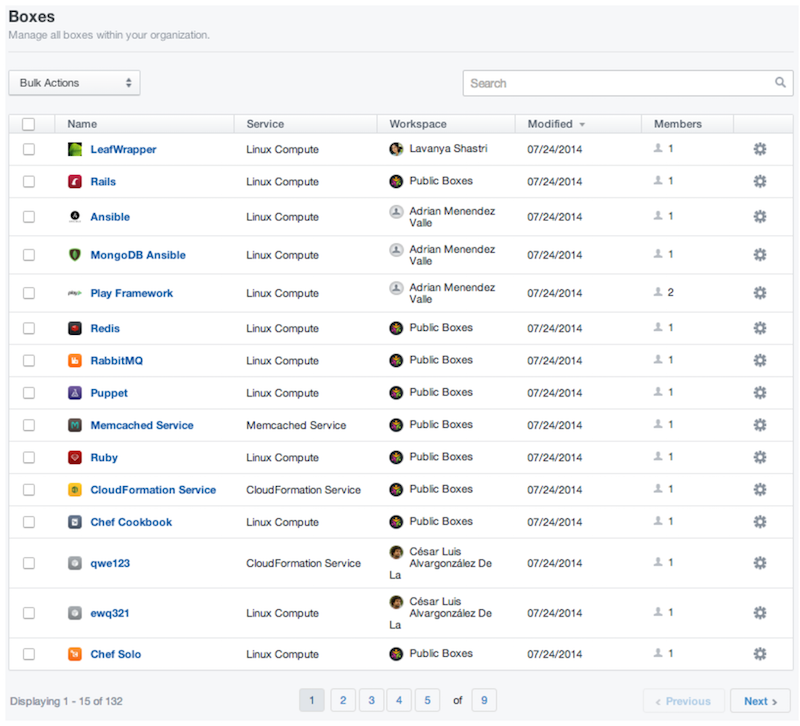 Boxes
Manage all boxes within your organization.
Bulk Actions
Search
Name Service Workspace Modified Members
LeafWrapper Linux Compute Lavanya Shastri 07/24/2014 1
Rails Linux Compute Public Boxes 07/24/2014 1
Ansible Linux Compute Adrian Menendez 07/24/2014 1
Valle
MongoDB Ansible Linux Compute Adrian Menendez 07/24/2014 1
Valle
Play Framework Linux Compute Adrian Menendez 07/24/2014 2
Valle
Redis Linux Compute Public Boxes 07/24/2014 1
RabbitMQ Linux Compute Public Boxes 07/24/2014 1
Puppet Linux Compute Public Boxes 07/24/2014 1
Memcached Service Memcached Service Public Boxes 07/24/2014 1
Ruby Linux Compute Public Boxes 07/24/2014 1
CloudFormation Service CloudFormation Service Public Boxes 07/24/2014 1
Chef Cookbook Linux Compute Public Boxes 07/24/2014 1
César Luis
qwe123 CloudFormation Service Alvargonzález De 07/24/2014 1
La
César Luis
ewq321 Linux Compute Alvargonzález De 07/24/2014 1
La
Chef Solo Linux Compute Public Boxes 07/24/2014 1
Displaying 1 - 15 of 132 1 2 3 4 5 of 9 ‹ Previous Next ›